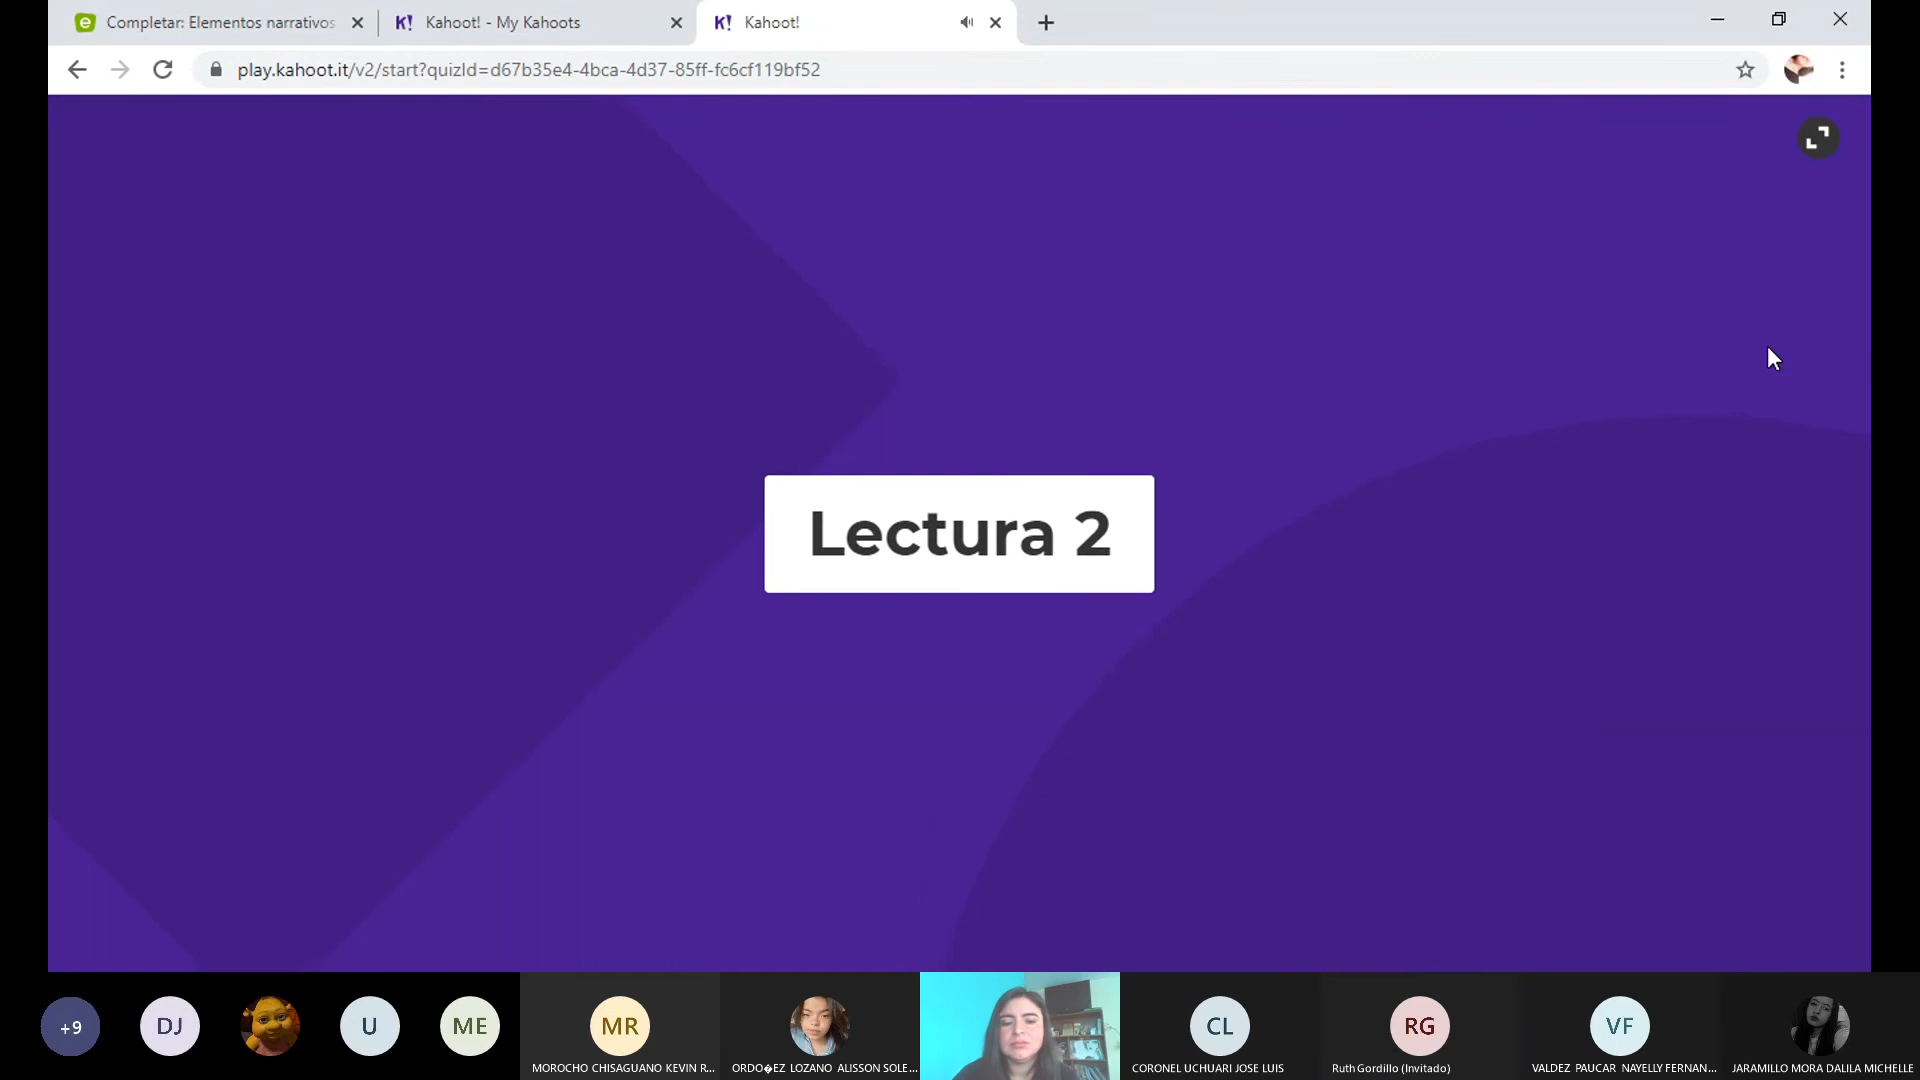 Completar: Elementos narrativos
K! Kahoot! - My Kahoots
K! Kahoot!
play.kahoot.it/v2/start?quizId=d67b35e4-4bca-4d37-85ff-fc6cf119bf52
Lectura 2
+9
DJ
U
ME
MR
CL
RG
VF
MOROCHO CHISAGUANO KEVIN R...
ORDO�EZ LOZANO ALISSON SOLE...
CORONEL UCHUARI JOSE LUIS
Ruth Gordillo (Invitado)
VALDEZ PAUCAR NAYELLY FERNAN...
JARAMILLO MORA DALILA MICHELLE